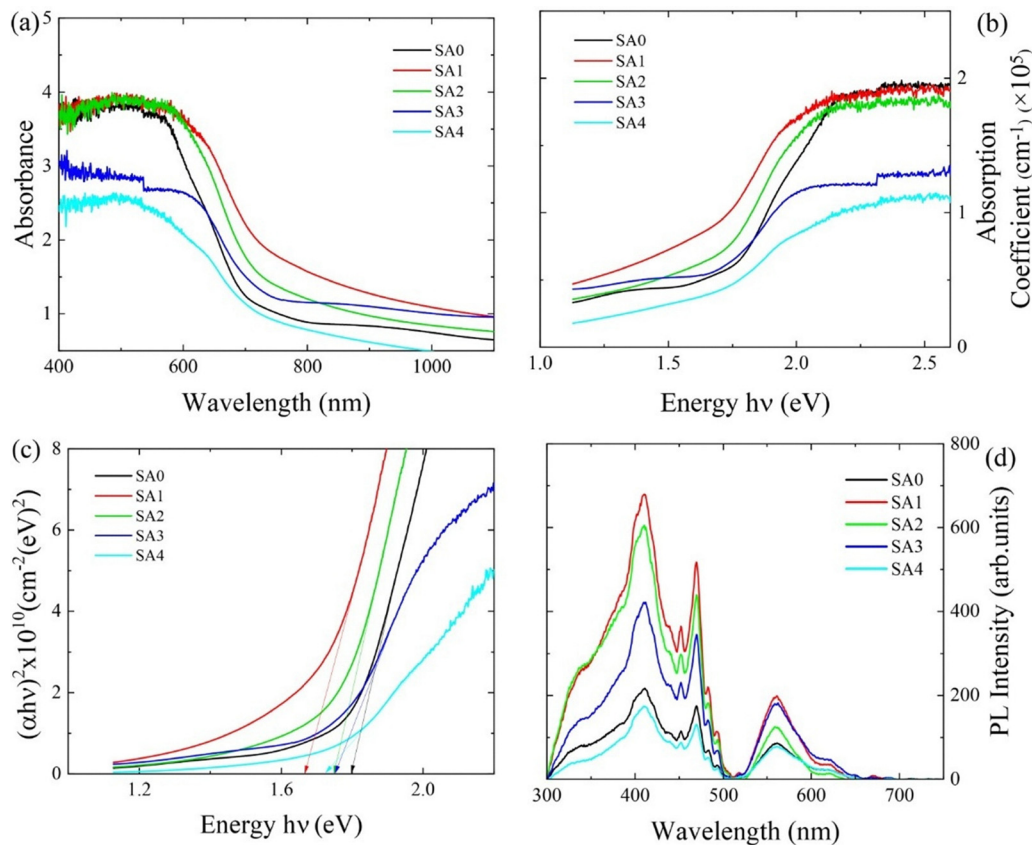 (a)
5
4
3
2
1
Absorbance
SA0
SA1
SA2
SA3
SA4
400 600 800 1000
Wavelength (nm)
(b)
SA0
SA1
SA2
SA3
SA4
2
1
0
Absorption
Coefficient (cm⁻¹) (×10⁵)
1.0 1.5 2.0 2.5
Energy hν (eV)
(c)
8
6
4
2
0
(αhν)²x10¹⁰(cm⁻²(eV)²
SA0
SA1
SA2
SA3
SA4
1.2 1.6 2.0
Energy hν (eV)
(d)
800
600
400
200
0
PL Intensity (arb.units)
SA0
SA1
SA2
SA3
SA4
300 400 500 600 700
Wavelength (nm)